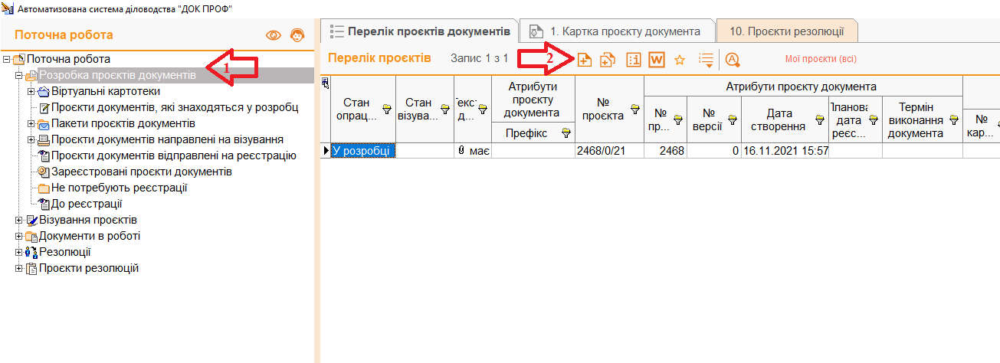 Автоматизована система діловодства "ДОК ПРОФ"
Поточна робота
Поточна робота
Розробка проєктів документів
Віртуальні картотеки
Проєкти документів, які знаходяться у розробц
Пакети проєктів документів
Проєкти документів направлені на візування
Проєкти документів відправлені на реєстрацію
Зареєстровані проєкти документів
Не потребують реєстрації
До реєстрації
Візування проєктів
Документи в роботі
Резолюції
Проєкти резолюцій
1
Перелік проєктів документів
1. Картка проєкту документа
10. Проєкти резолюції
Перелік проєктів
Запис 1 з 1
2
W
Мої проєкти (всі)
Стан
опрац...
Стан
візува...
екс
д...
Атрибути
проєкту
документа
Префікс
№
проєкта
Атрибути проєкту документа
№
пр...
№
версії
Дата
створення
Планова
дата
реєс...
Термін
виконання
документа
№
кар...
У розробці
має
2468/0/21
2468
0
16.11.2021 15:57